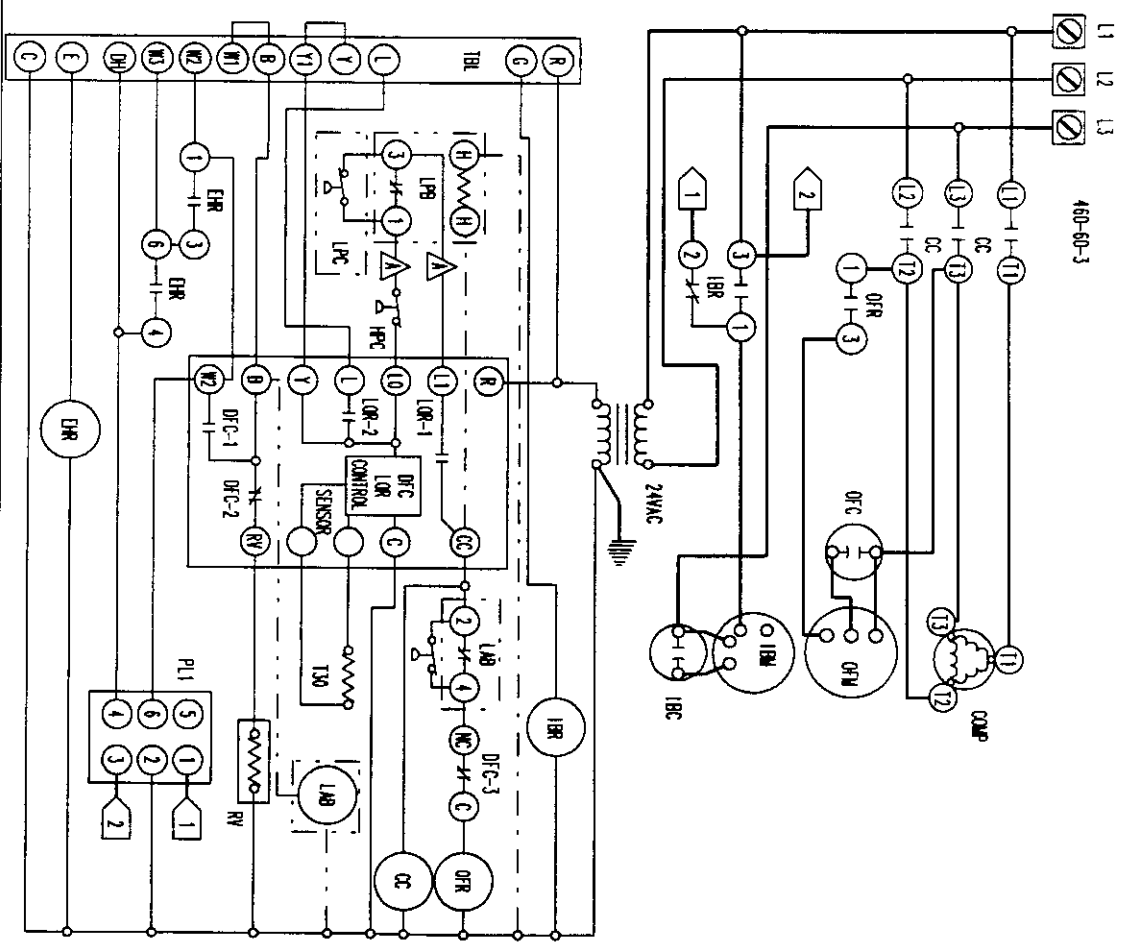 L1
L2
L3
460-60-3
L1
L3
L2
CC
CC
T1
T3
T2
1
OFR
3
2
1
3
2
IBR
1
OFC
OFM
COMP
T1
T3
T2
IBM
IBC
24VAC
R
G
TBL
L
Y
Y1
B
W1
W2
W3
DH
E
C
H
H
3
LPB
1
LPC
A
A
HPC
1
EHR
3
6
EHR
4
EHR
R
L1
LO
L
Y
B
W2
LOR-1
LOR-2
DFC-1
DFC-2
DFC
LOR
CONTROL
SENSOR
CC
C
RV
2
LAB
4
NC
DFC-3
C
IBR
OFR
CC
T30
LAB
RV
PL1
5
6
4
1
2
3
1
2